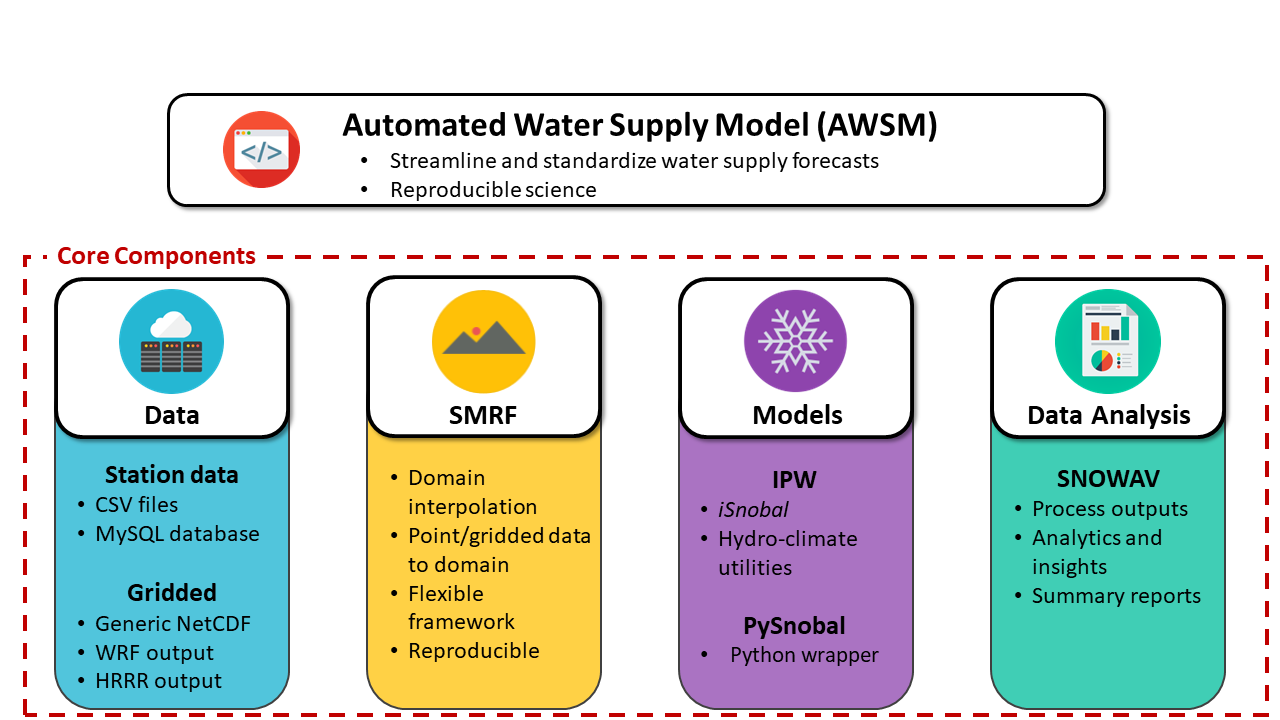 Automated Water Supply Model (AWSM)
• Streamline and standardize water supply forecasts
• Reproducible science
</>
Core Components
Data
Station data
• CSV files
• MySQL database
Gridded
• Generic NetCDF
• WRF output
• HRRR output
SMRF
• Domain
interpolation
• Point/gridded data
to domain
• Flexible
framework
• Reproducible
Models
IPW
• iSnobal
• Hydro-climate
utilities
PySnobal
• Python wrapper
Data Analysis
SNOWAV
• Process outputs
• Analytics and
insights
• Summary reports